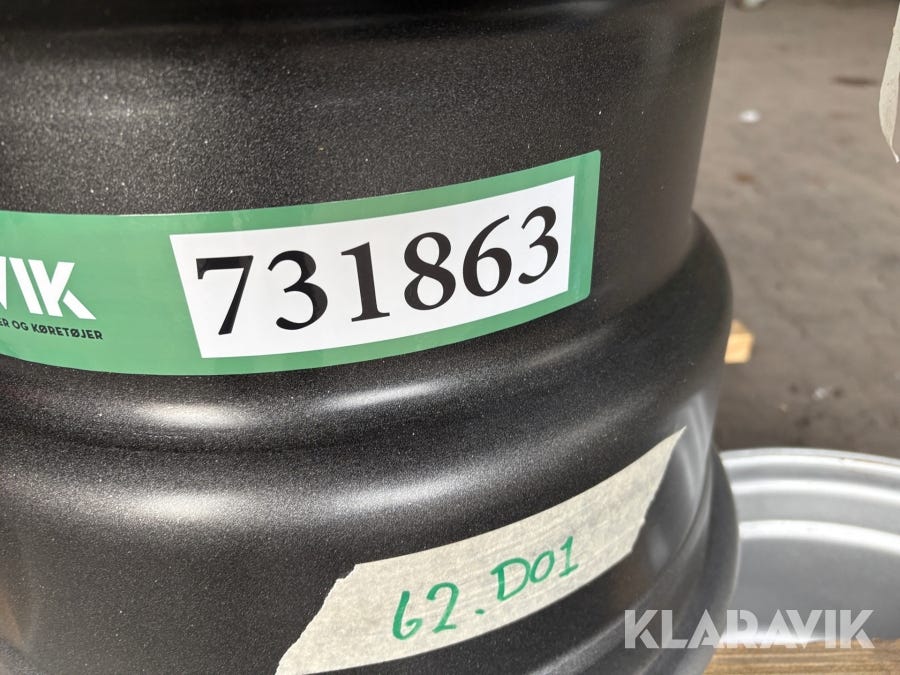 731863
VIK
ER OG KØRETØJER
62.D01
KLARAVIK